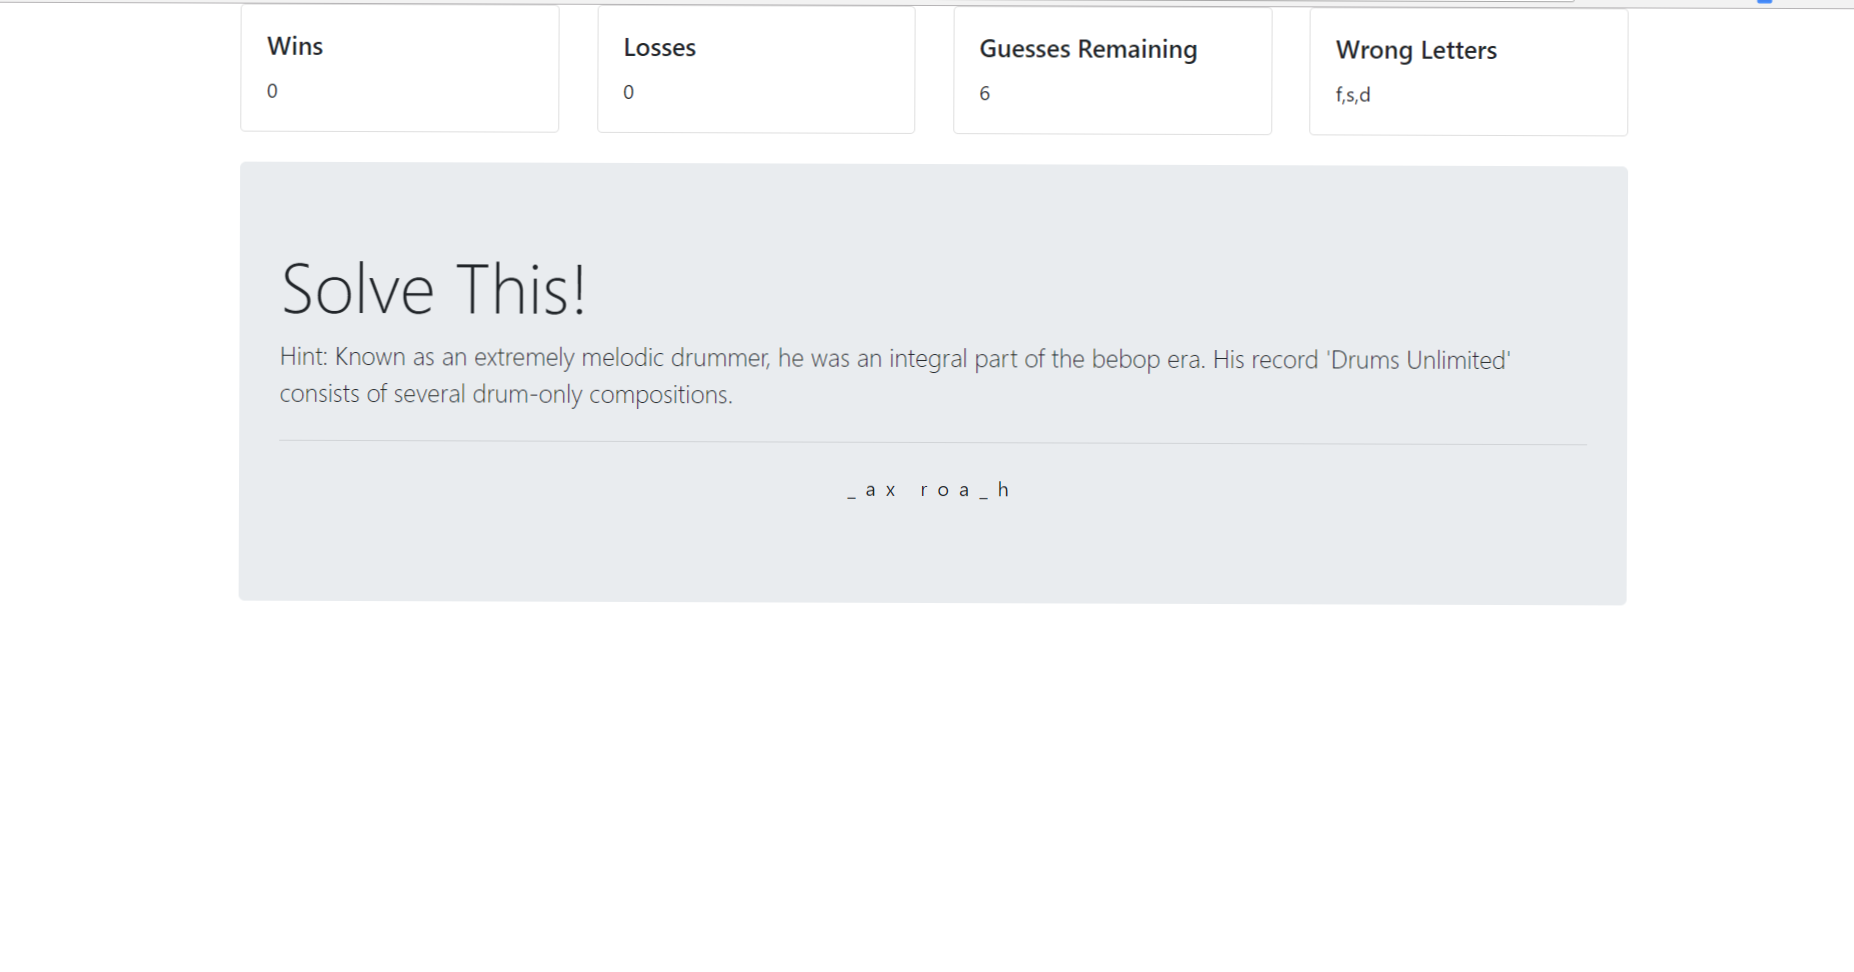 Wins
0
Losses
0
Guesses Remaining
6
Wrong Letters
f,s,d
Solve This!
Hint: Known as an extremely melodic drummer, he was an integral part of the bebop era. His record 'Drums Unlimited'
consists of several drum-only compositions.
_ a x r o a _ h